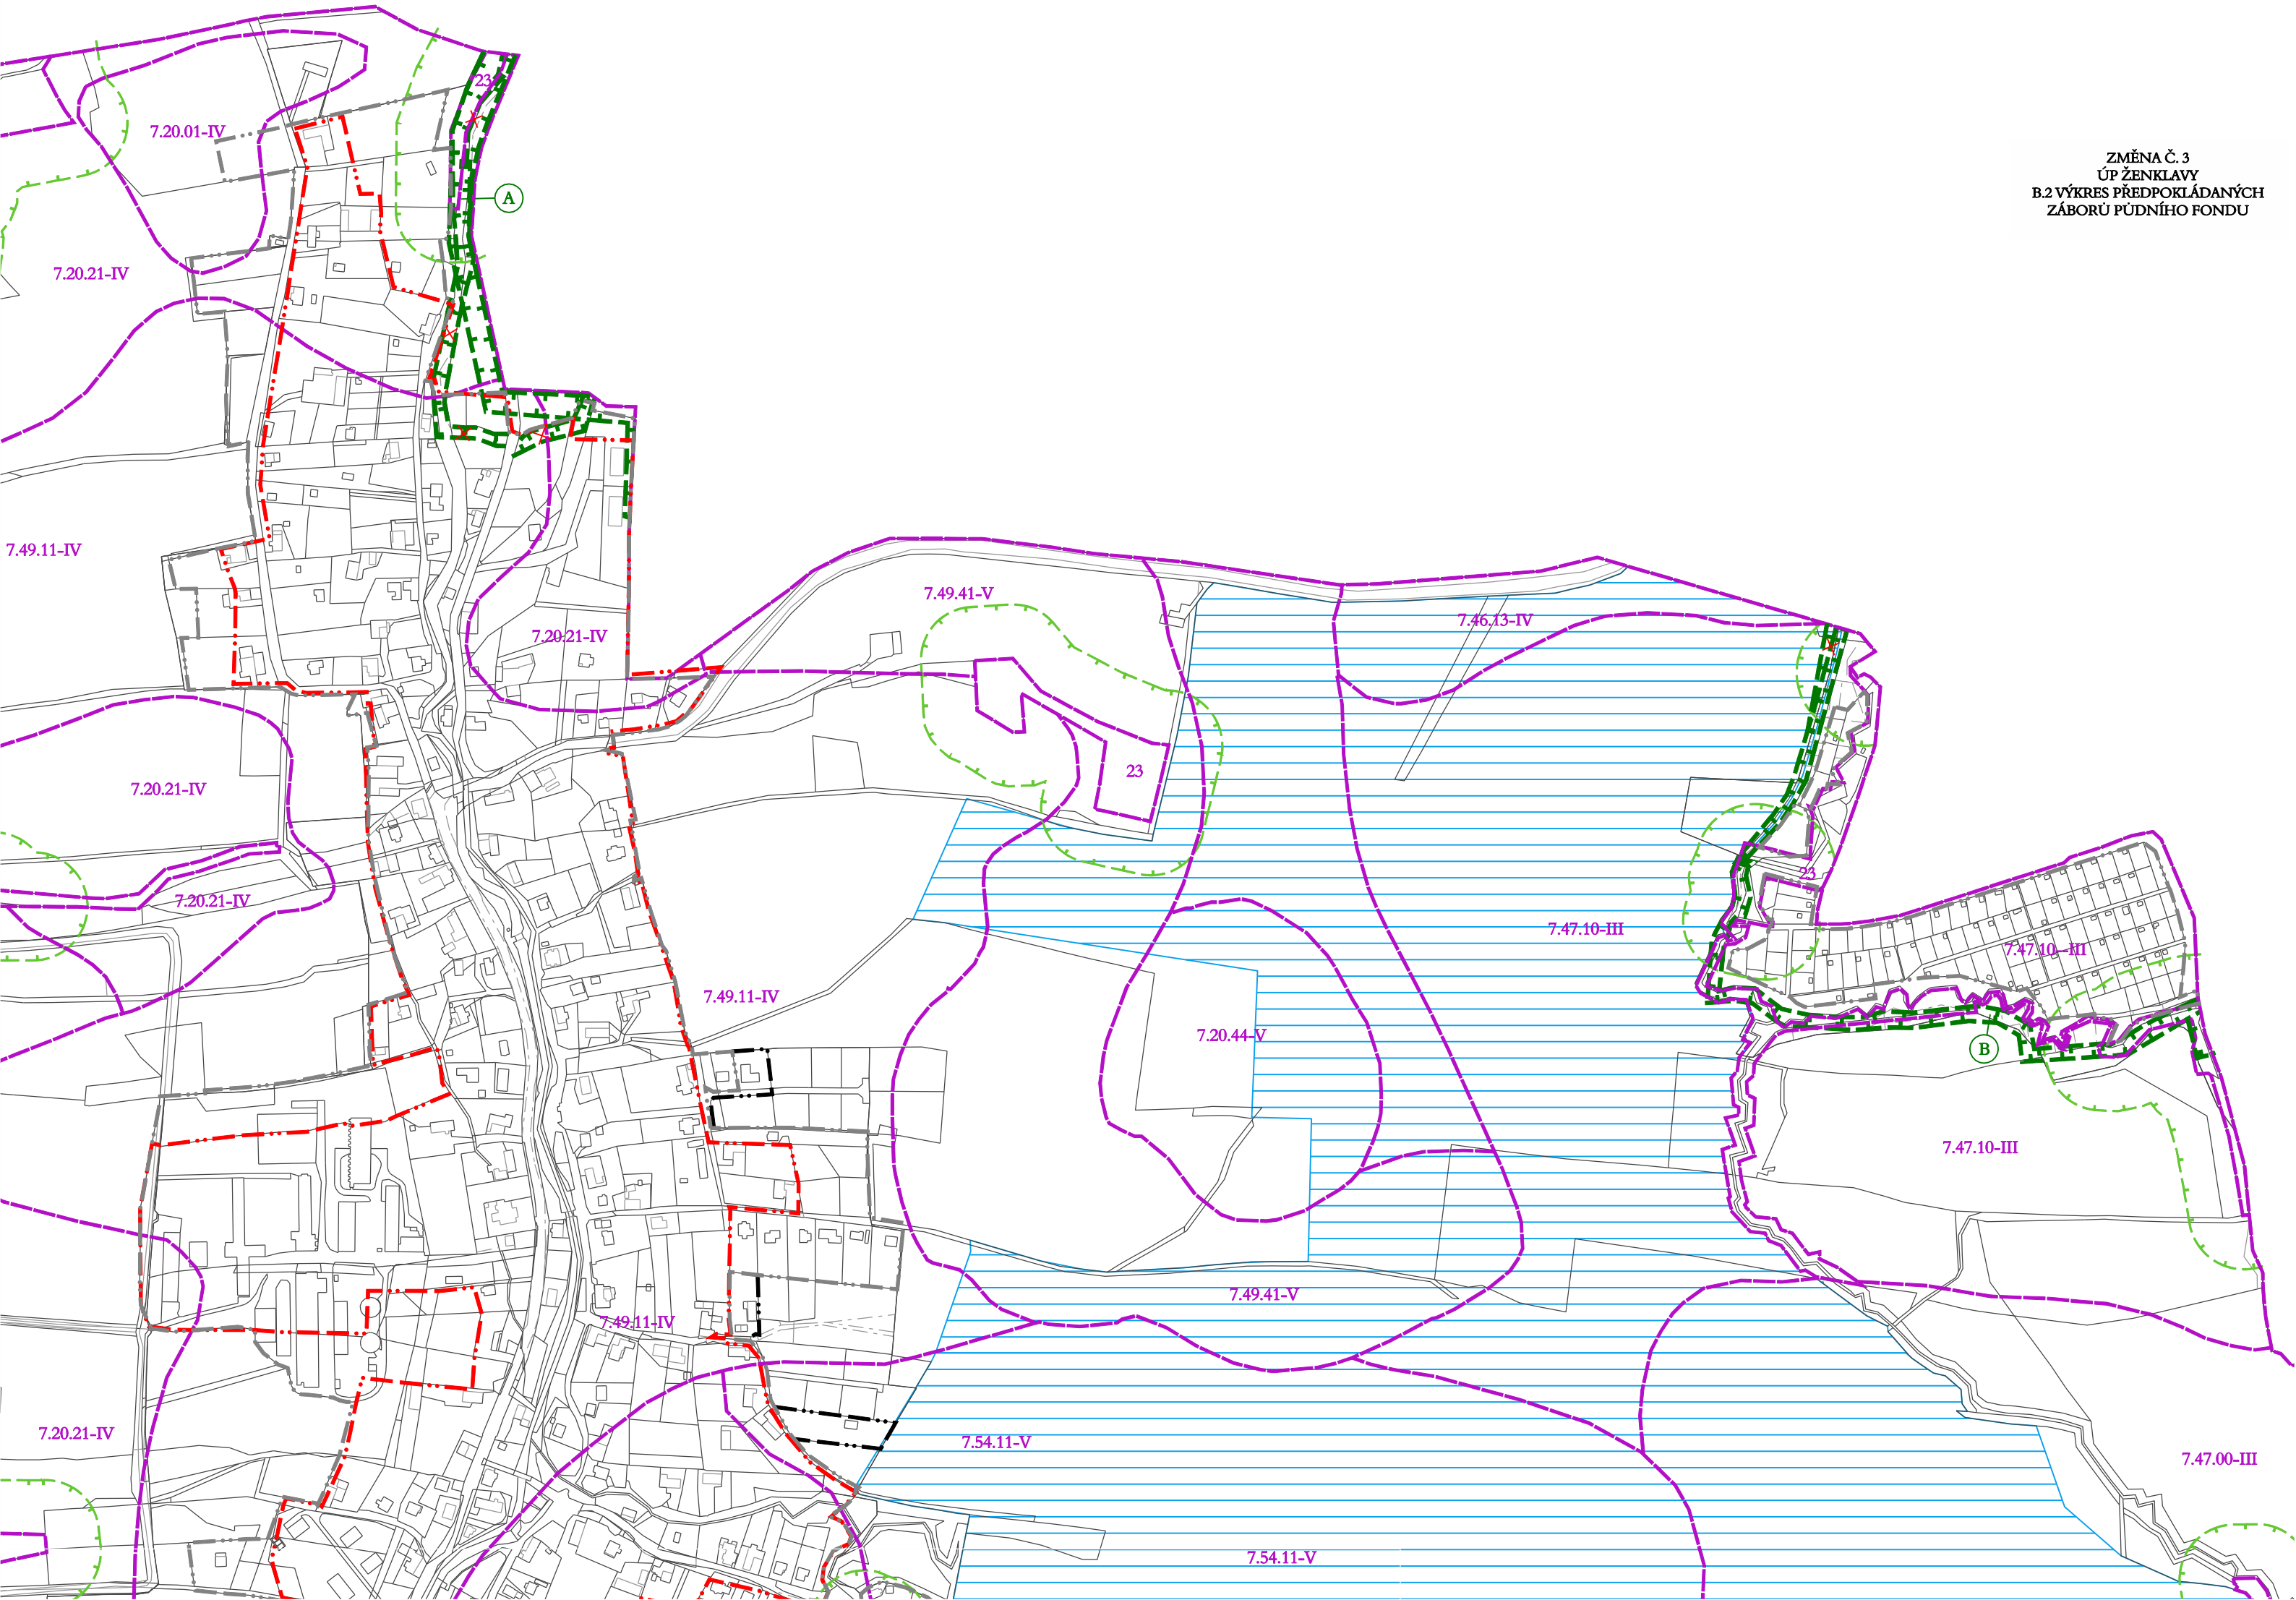 23
7.20.01-IV
ZMĚNA Č. 3
ÚP ŽENKLAVY
B.2 VÝKRES PŘEDPOKLÁDANÝCH
ZÁBORŮ PŮDNÍHO FONDU
A
7.20.21-IV
7.49.11-IV
7.49.41-V
7.46.13-IV
7.20.21-IV
23
7.20.21-IV
23
7.20.21-IV
7.47.10-III
7.47.10-III
7.49.11-IV
7.20.44-V
B
7.47.10-III
7.49.41-V
7.49.11-IV
7.20.21-IV
7.54.11-V
7.47.00-III
7.54.11-V